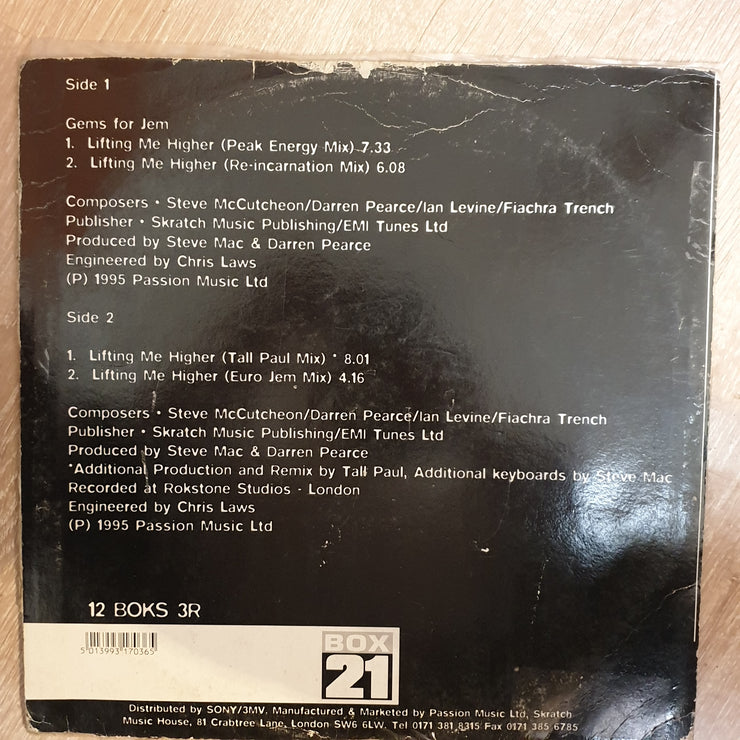 Side 1
Gems for Jem
1. Lifting Me Higher (Peak Energy Mix) 7.33
2. Lifting Me Higher (Re-incarnation Mix) 6.08
Composers • Steve McCutcheon/Darren Pearce/Ian Levine/Fiachra Trench
Publisher • Skratch Music Publishing/EMI Tunes Ltd
Produced by Steve Mac & Darren Pearce
Engineered by Chris Laws
(P) 1995 Passion Music Ltd
Side 2
1. Lifting Me Higher (Tall Paul Mix) * 8.01
2. Lifting Me Higher (Euro Jem Mix) 4.16
Composers • Steve McCutcheon/Darren Pearce/Ian Levine/Fiachra Trench
Publisher • Skratch Music Publishing/EMI Tunes Ltd
Produced by Steve Mac & Darren Pearce
*Additional Production and Remix by Tall Paul, Additional keyboards by Steve Mac
Recorded at Rokstone Studios - London
Engineered by Chris Laws
(P) 1995 Passion Music Ltd
12 BOKS 3R
5 013993 170365
BOX
21
Distributed by SONY/3MV. Manufactured & Marketed by Passion Music Ltd, Skratch
Music House, 81 Crabtree Lane, London SW6 6LW. Tel 0171 381 8315 Fax 0171 385 6785